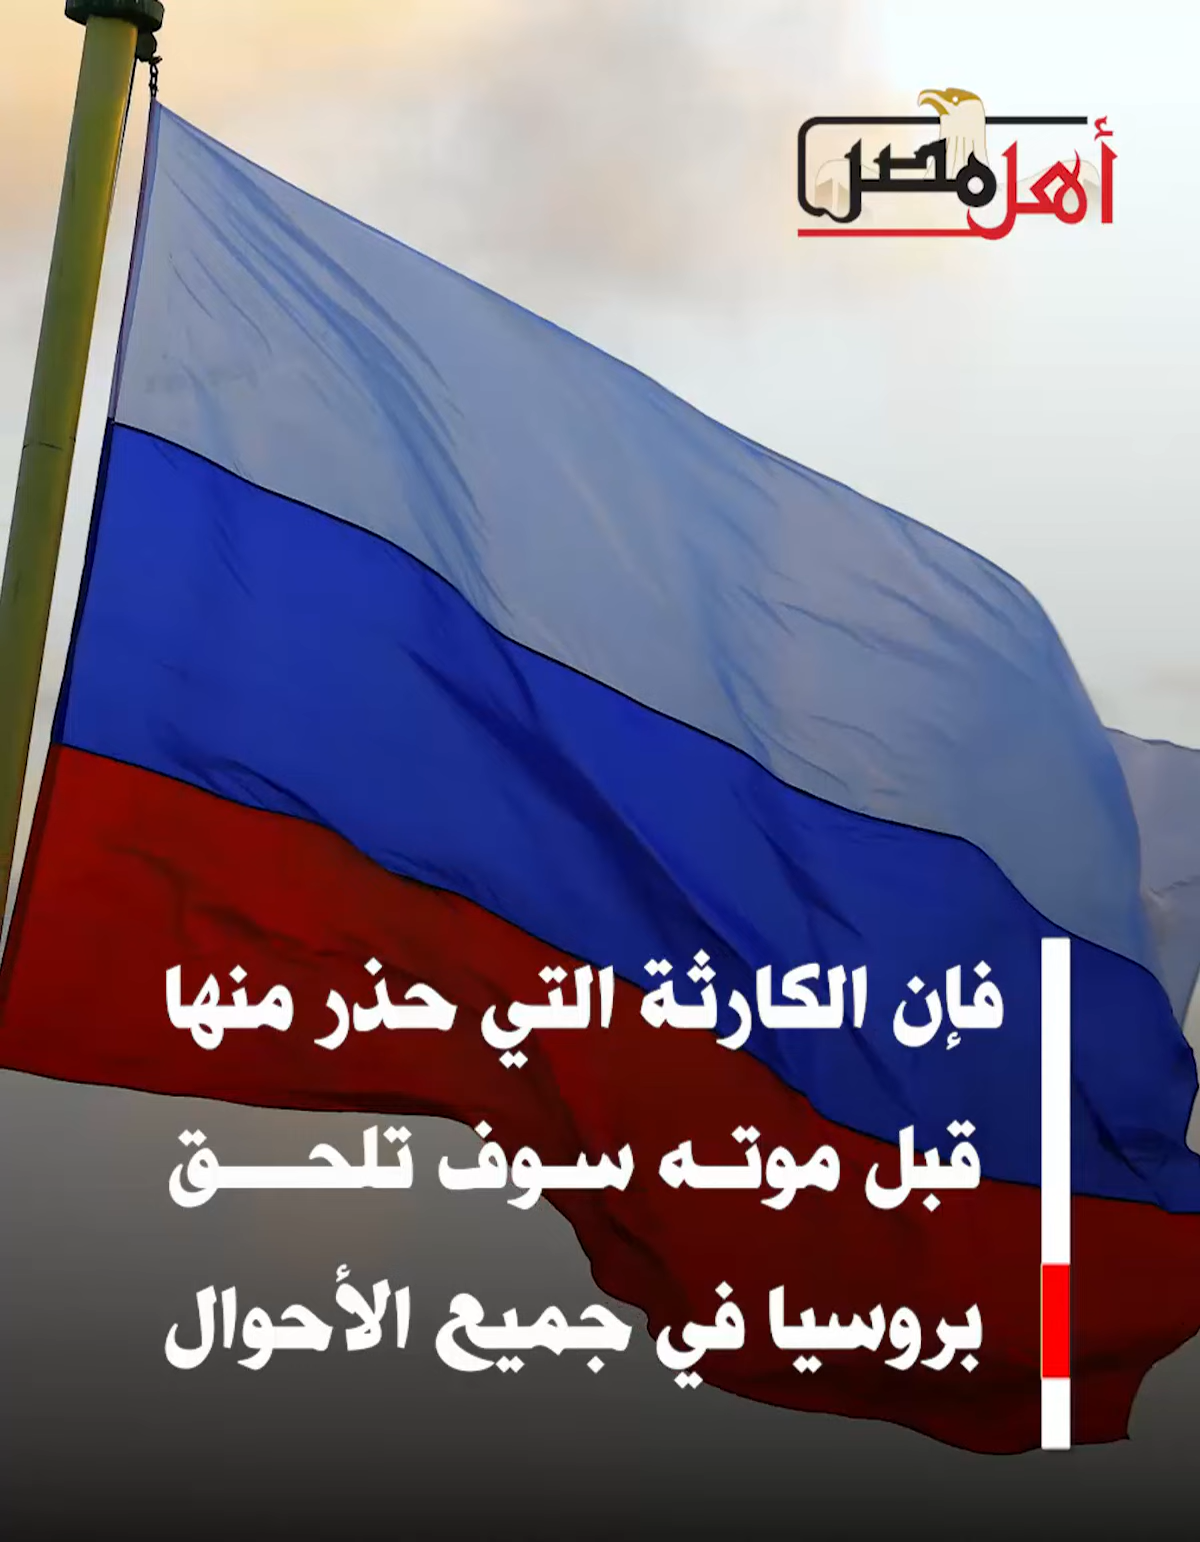 أهل مصر
فإن الكارثة التي حذر منها
قبل موته سوف تلحق
بروسيا في جميع الأحوال